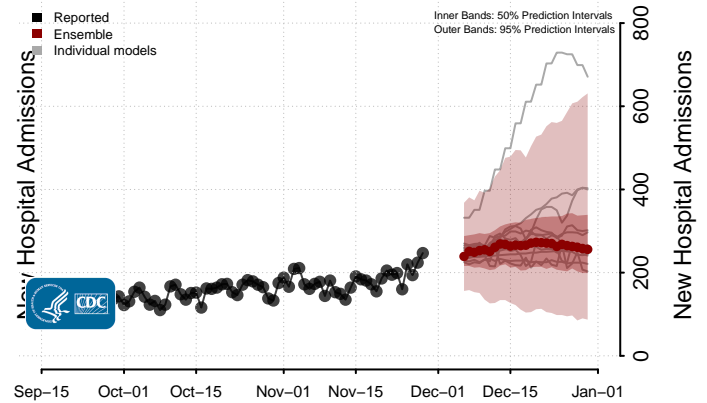 Reported
Ensemble
Individual models
Inner Bands: 50% Prediction Intervals
Outer Bands: 95% Prediction Intervals
New Hospital Admissions
CDC
800
600
400
200
0
New Hospital Admissions
Sep–15
Oct–01
Oct–15
Nov–01
Nov–15
Dec–01
Dec–15
Jan–01